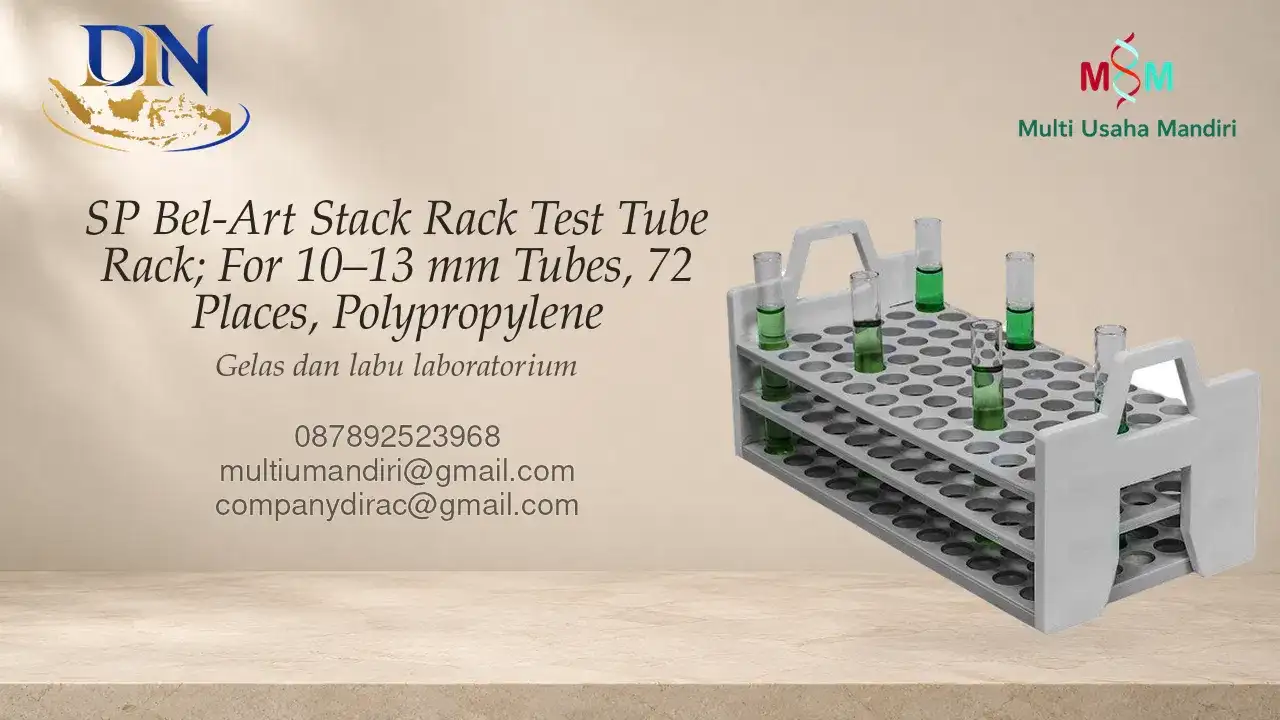 DIN
M M
Multi Usaha Mandiri
SP Bel-Art Stack Rack Test Tube
Rack; For 10–13 mm Tubes, 72
Places, Polypropylene
Gelas dan labu laboratorium
087892523968
multiumandiri@gmail.com
companydirac@gmail.com